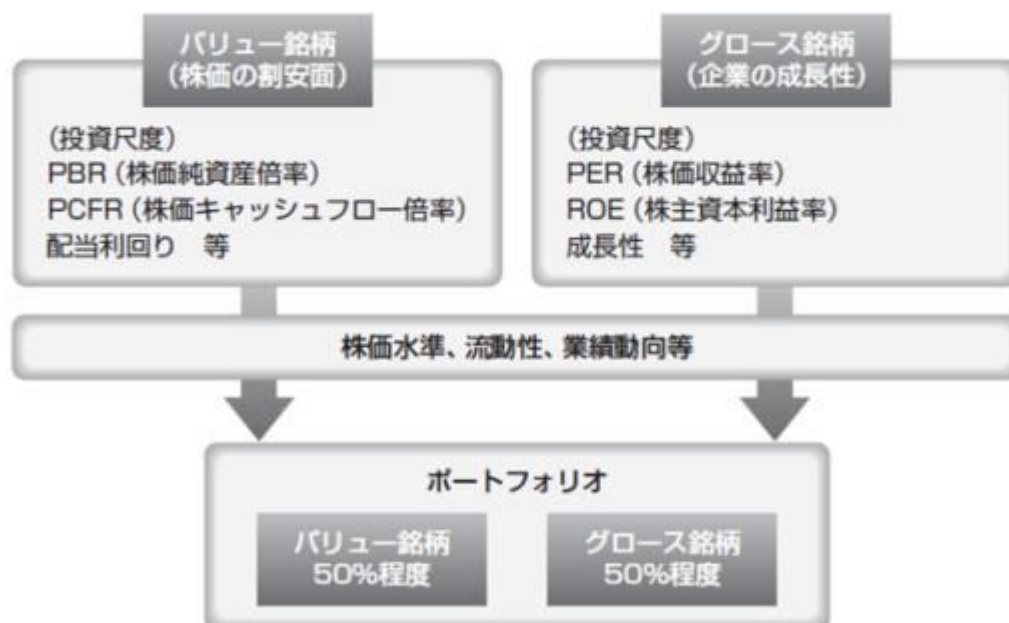 バリュー銘柄
(株価の割安面)
(投資尺度)
PBR(株価純資産倍率)
PCFR(株価キャッシュフロー倍率)
配当利回り　等
グロース銘柄
(企業の成長性)
(投資尺度)
PER(株価収益率)
ROE(株主資本利益率)
成長性　等
株価水準、流動性、業績動向等
ポートフォリオ
バリュー銘柄
50%程度
グロース銘柄
50%程度